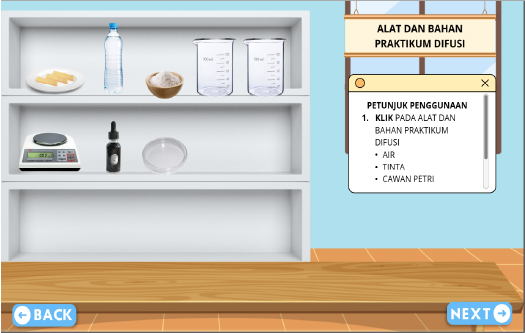 ALAT DAN BAHAN
PRAKTIKUM DIFUSI
PETUNJUK PENGGUNAAN
1. KLIK PADA ALAT DAN
BAHAN PRAKTIKUM
DIFUSI
• AIR
• TINTA
• CAWAN PETRI
BACK
NEXT